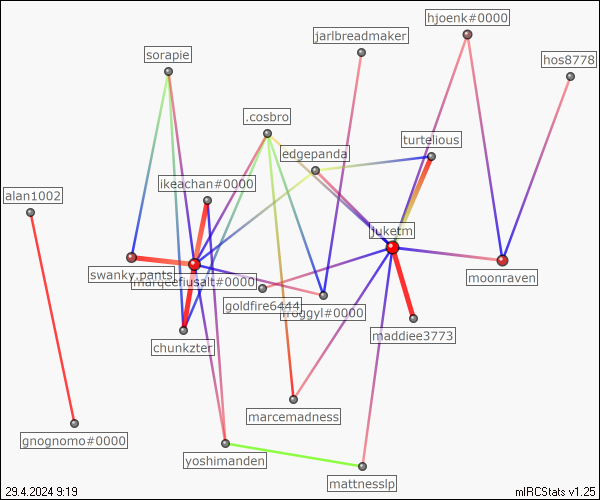 hjoenk#0000
jarlbreadmaker
sorapie
hos8778
.cosbro
turtelious
edgepanda
ikeachan#0000
alan1002
juketm
swanky.pants
marceefiusalt#0000
moonraven
goldfire6444
froggyl#0000
maddiee3773
chunkzter
marcemadness
gnognomo#0000
yoshimanden
mattnesslp
29.4.2024 9:19
mIRCStats v1.25